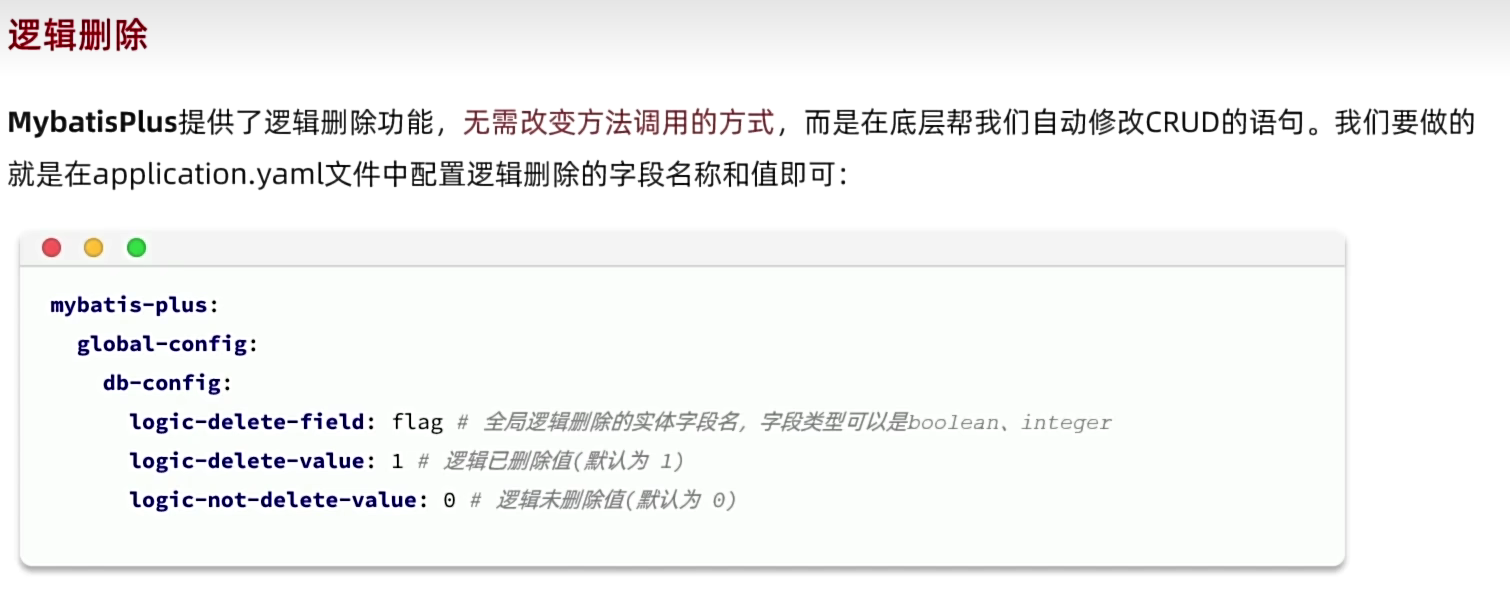 逻辑删除
MybatisPlus提供了逻辑删除功能，无需改变方法调用的方式，而是在底层帮我们自动修改CRUD的语句。我们要做的
就是在application.yaml文件中配置逻辑删除的字段名称和值即可：
mybatis-plus:
  global-config:
    db-config:
      logic-delete-field: flag # 全局逻辑删除的实体字段名，字段类型可以是boolean、integer
      logic-delete-value: 1 # 逻辑已删除值(默认为 1)
      logic-not-delete-value: 0 # 逻辑未删除值(默认为 0)